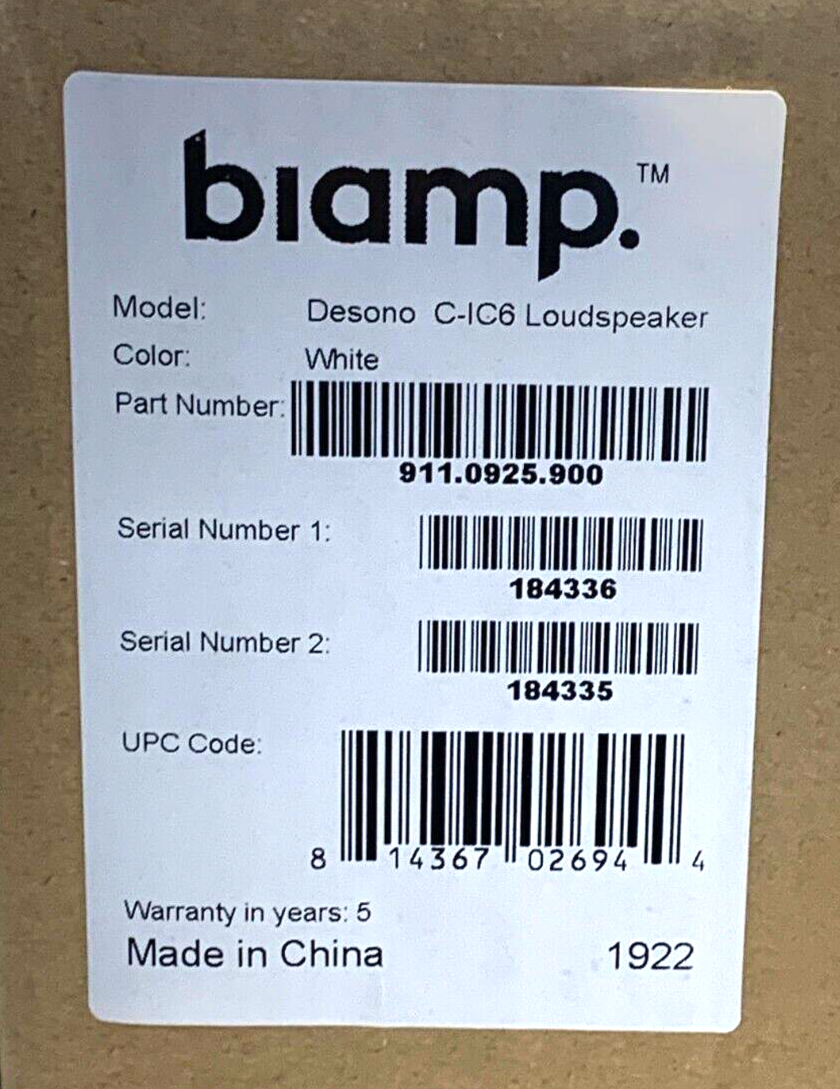 biamp.™
Model: Desono C-IC6 Loudspeaker
Color: White
Part Number:
911.0925.900
Serial Number 1:
184336
Serial Number 2:
184335
UPC Code:
8 14367 02694 4
Warranty in years: 5
Made in China 1922